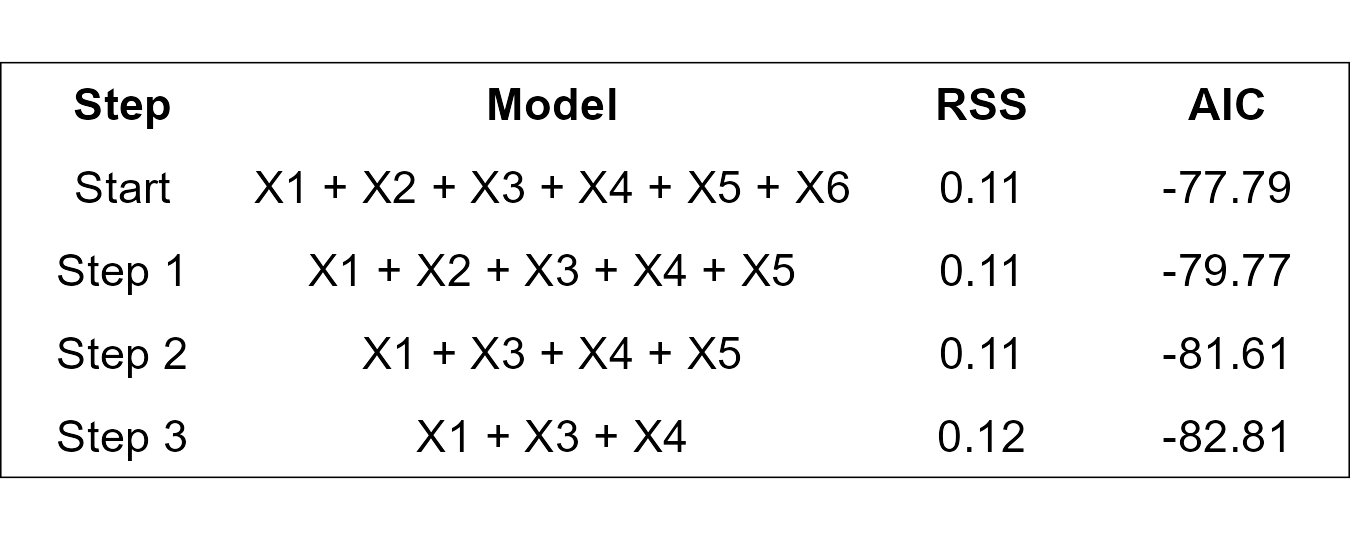 Step Model RSS AIC
Start X1 + X2 + X3 + X4 + X5 + X6 0.11 -77.79
Step 1 X1 + X2 + X3 + X4 + X5 0.11 -79.77
Step 2 X1 + X3 + X4 + X5 0.11 -81.61
Step 3 X1 + X3 + X4 0.12 -82.81